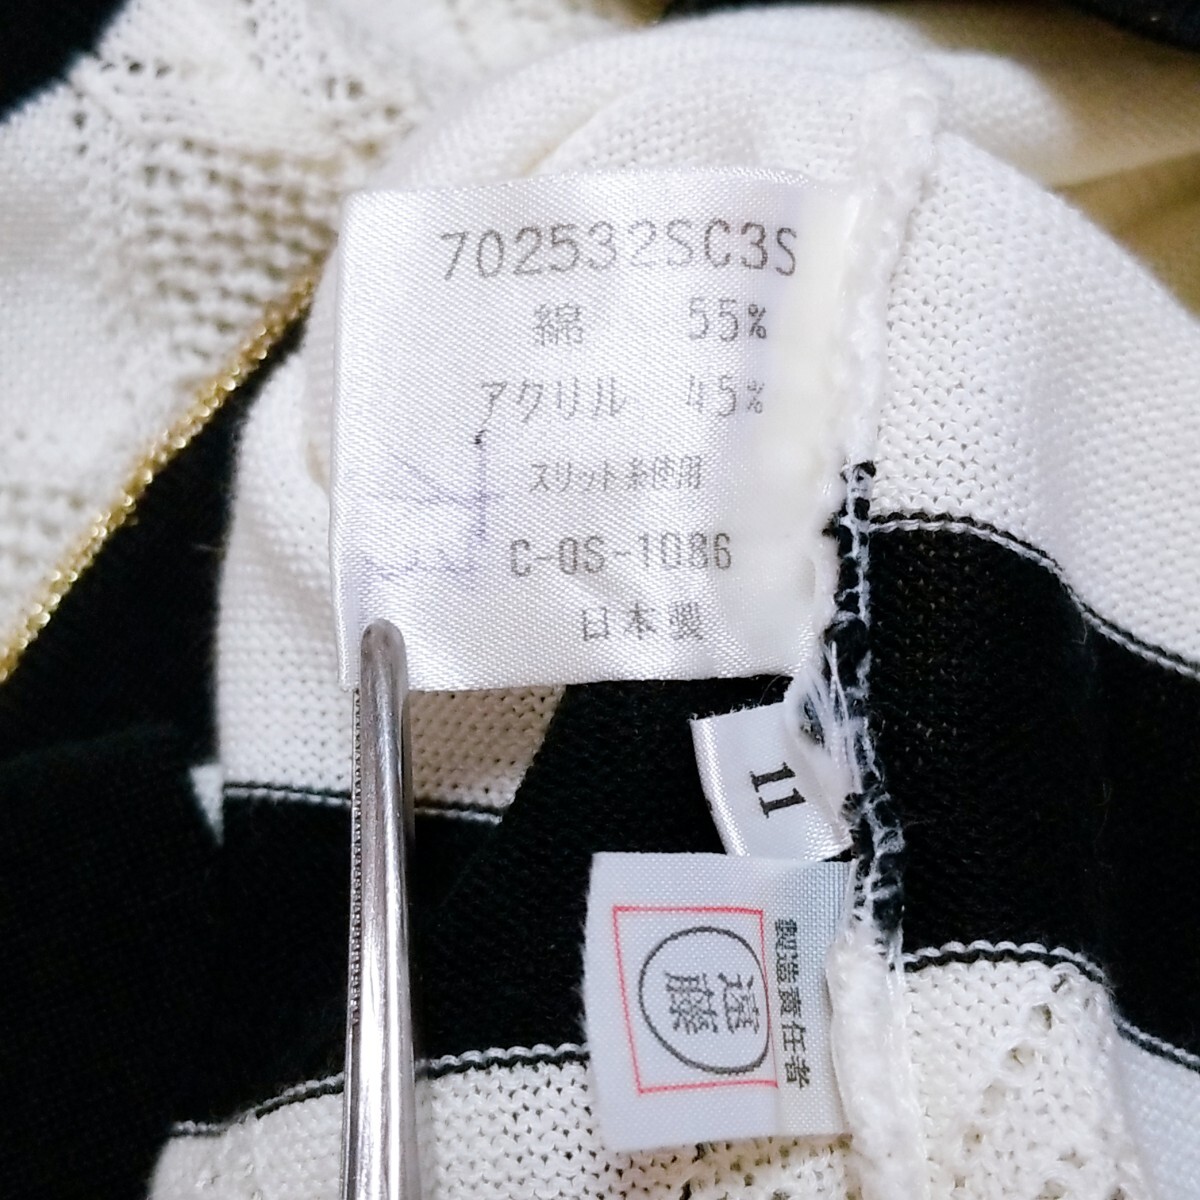 702532SC3S
綿 55%
アクリル 45%
スリット糸使用
C-OS-1086
日本製
11
製造責任者
遠藤